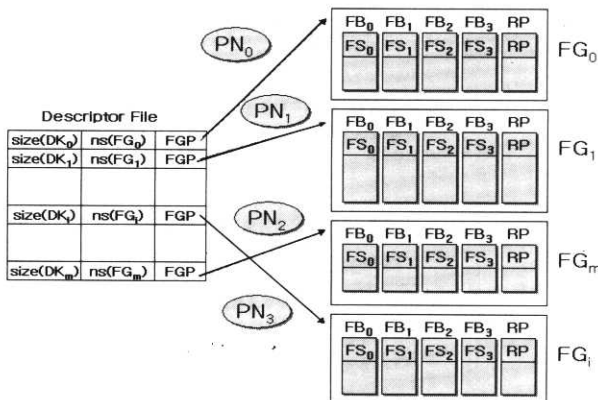 PN0
FB0 FB1 FB2 FB3 RP
FS0 FS1 FS2 FS3 RP
FG0
Descriptor File
size(DK0) ns(FG0) FGP
size(DK1) ns(FG1) FGP
size(DKi) ns(FGi) FGP
size(DKm) ns(FGm) FGP
PN1
FB0 FB1 FB2 FB3 RP
FS0 FS1 FS2 FS3 RP
FG1
PN2
FB0 FB1 FB2 FB3 RP
FS0 FS1 FS2 FS3 RP
FGm
PN3
FB0 FB1 FB2 FB3 RP
FS0 FS1 FS2 FS3 RP
FGi